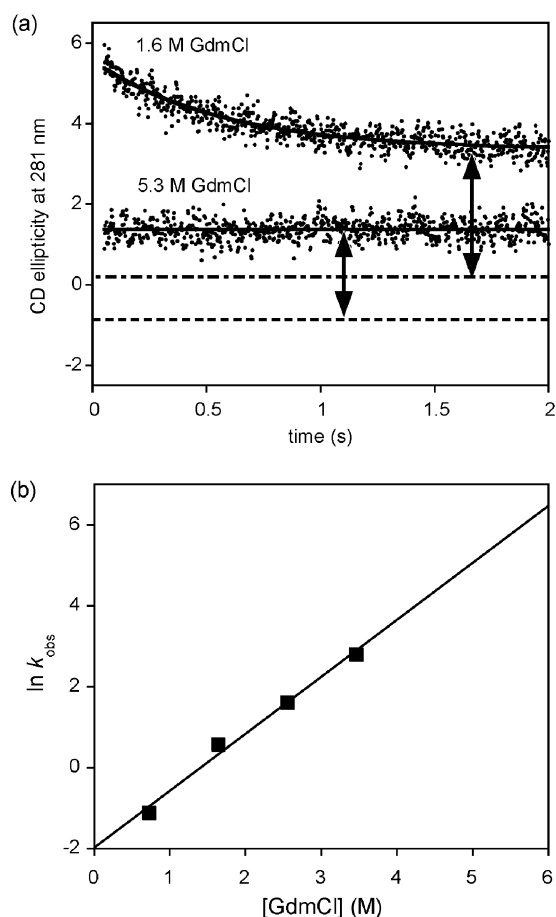 (a)
6
4
2
0
-2
CD ellipticity at 281 nm
1.6 M GdmCl
5.3 M GdmCl
0 0.5 1 1.5 2
time (s)
(b)
6
4
2
0
-2
ln kobs
0 1 2 3 4 5 6
[GdmCl] (M)